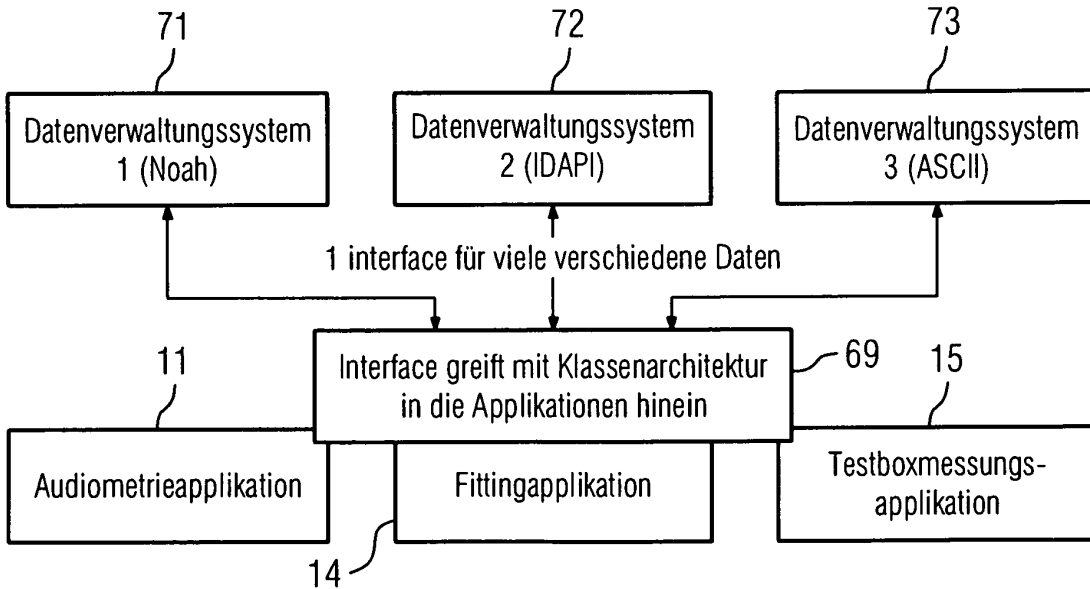 71
72
73
Datenverwaltungssystem
1 (Noah)
Datenverwaltungssystem
2 (IDAPI)
Datenverwaltungssystem
3 (ASCII)
1 interface für viele verschiedene Daten
Interface greift mit Klassenarchitektur
in die Applikationen hinein
69
11
15
Audiometrieapplikation
Fittingapplikation
Testboxmessungs-
applikation
14